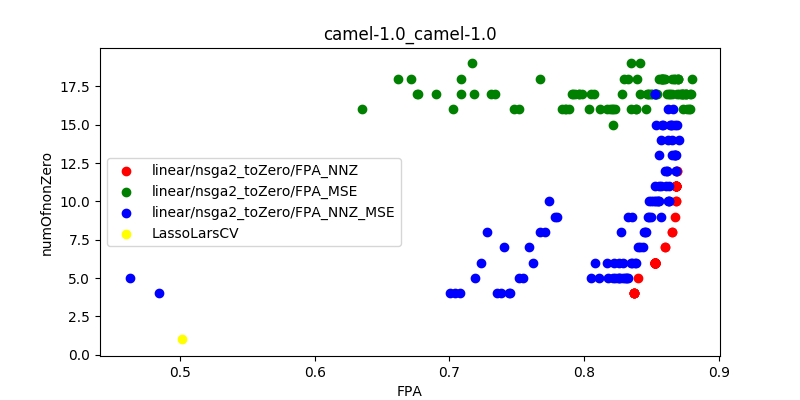 camel-1.0_camel-1.0
numOfnonZero
17.5
15.0
12.5
10.0
7.5
5.0
2.5
0.0
linear/nsga2_toZero/FPA_NNZ
linear/nsga2_toZero/FPA_MSE
linear/nsga2_toZero/FPA_NNZ_MSE
LassoLarsCV
0.5 0.6 0.7 0.8 0.9
FPA